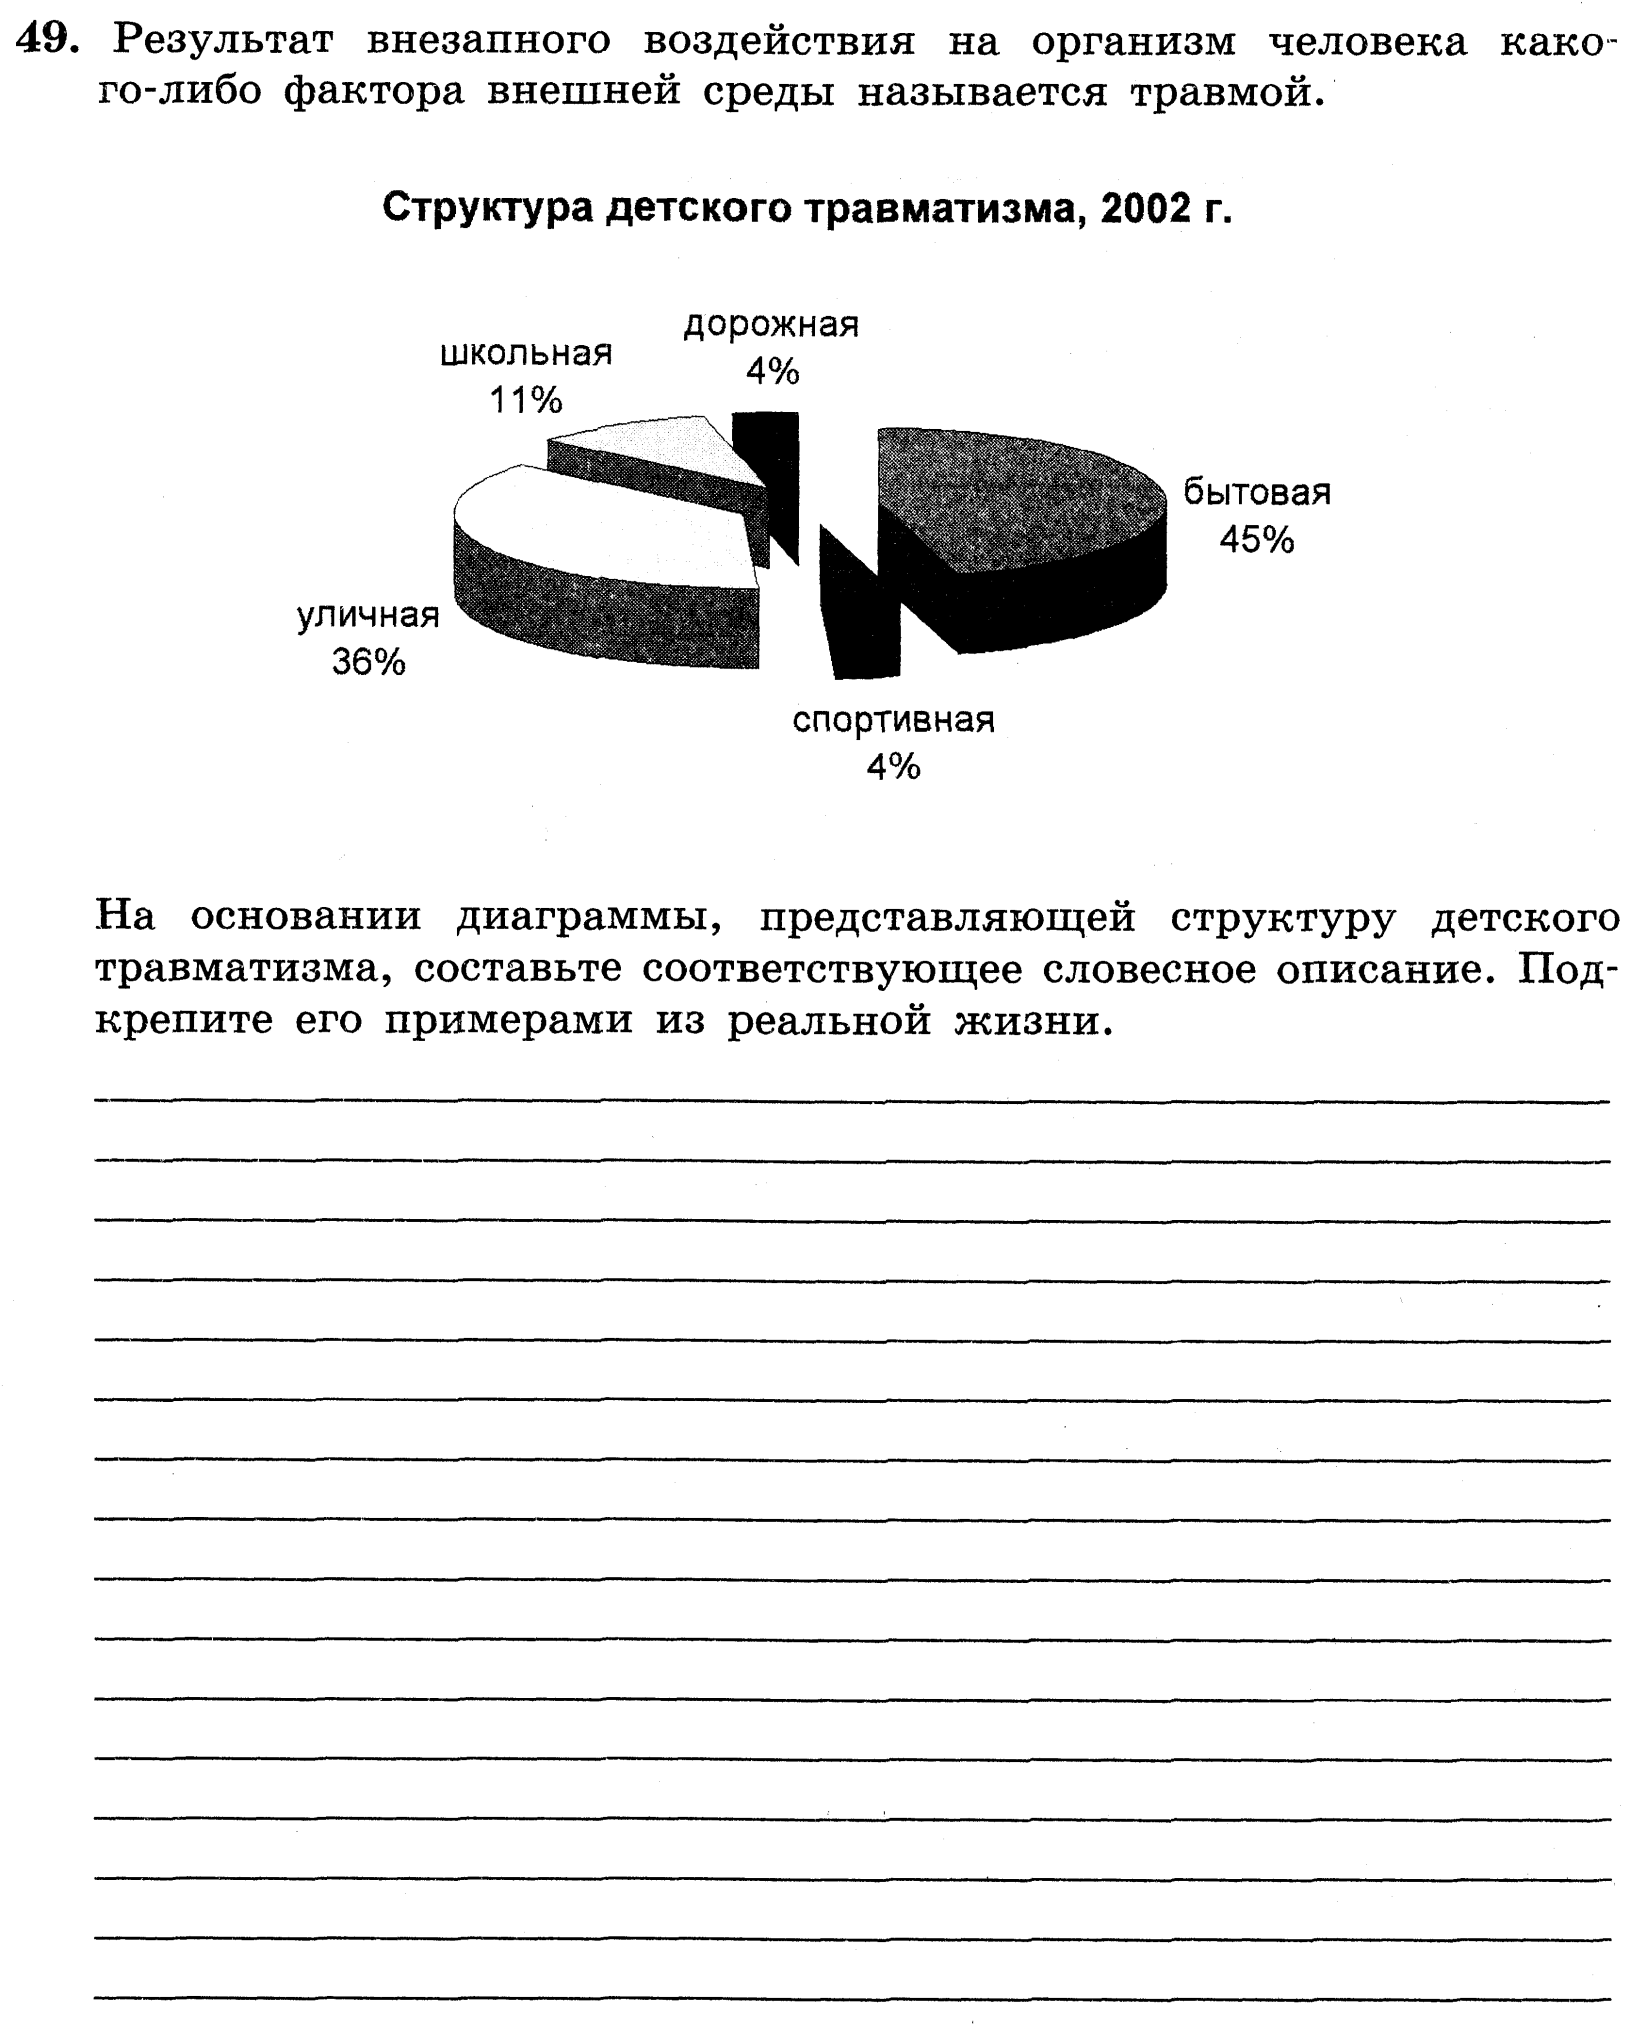 49. Результат внезапного воздействия на организм человека како-
го-либо фактора внешней среды называется травмой.
Структура детского травматизма, 2002 г.
дорожная
4%
школьная
11%
бытовая
45%
уличная
36%
спортивная
4%
На основании диаграммы, представляющей структуру детского
травматизма, составьте соответствующее словесное описание. Под-
крепите его примерами из реальной жизни.